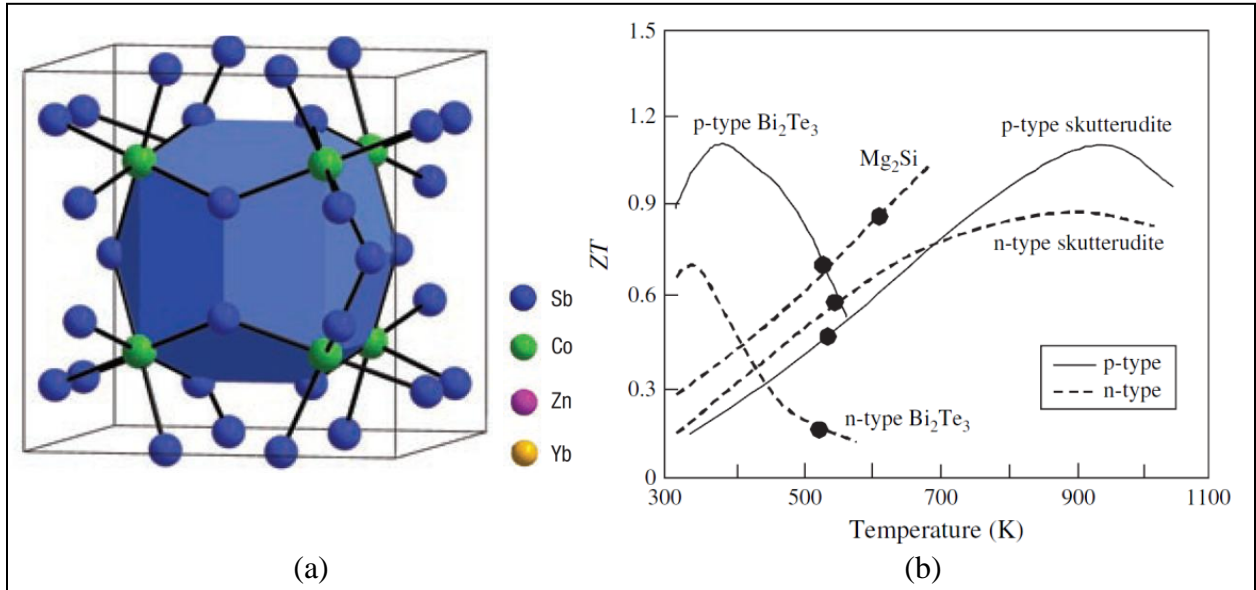 Sb
Co
Zn
Yb
(a)
1.5
1.2
0.9
0.6
0.3
0
ZT
p-type Bi₂Te₃
Mg₂Si
p-type skutterudite
n-type skutterudite
n-type Bi₂Te₃
p-type
n-type
300
500
700
900
1100
Temperature (K)
(b)